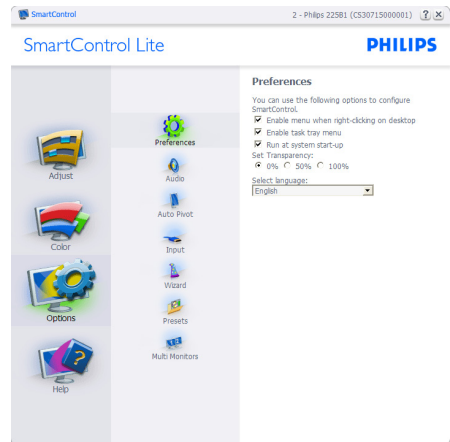 SmartControl
2 - Philips 225B1 (CS30715000001)
?
SmartControl Lite
PHILIPS
Adjust
Color
Options
Help
Preferences
Audio
Auto Pivot
Input
Wizard
Presets
Multi Monitors
Preferences
You can use the following options to configure
SmartControl.
Enable menu when right-clicking on desktop
Enable task tray menu
Run at system start-up
Set Transparency:
0% 50% 100%
Select language:
English